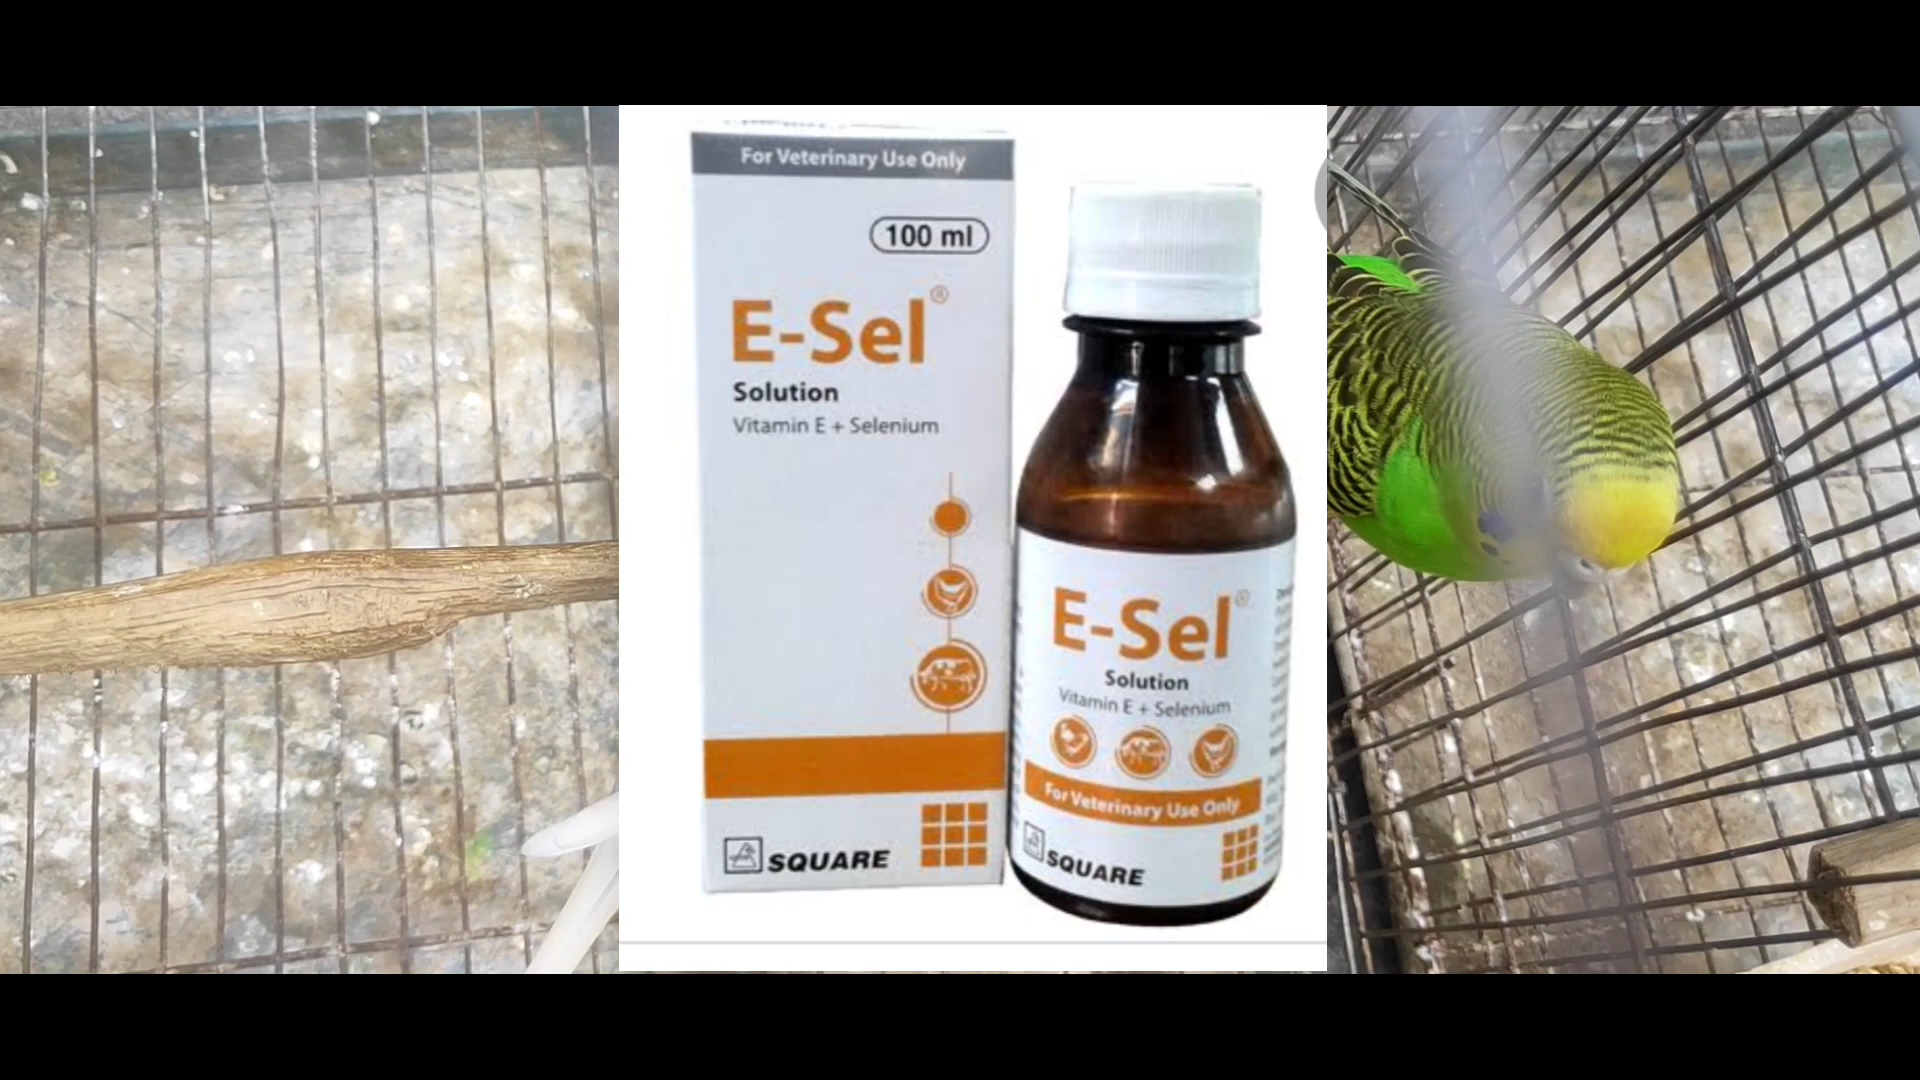 For Veterinary Use Only
100 ml
E-Sel®
Solution
Vitamin E + Selenium
SQUARE
E-Sel®
Solution
Vitamin E + Selenium
For Veterinary Use Only
SQUARE